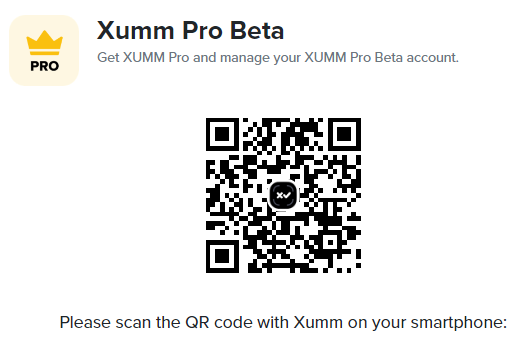 Xumm Pro Beta
Get XUMM Pro and manage your XUMM Pro Beta account.
PRO
Please scan the QR code with Xumm on your smartphone: